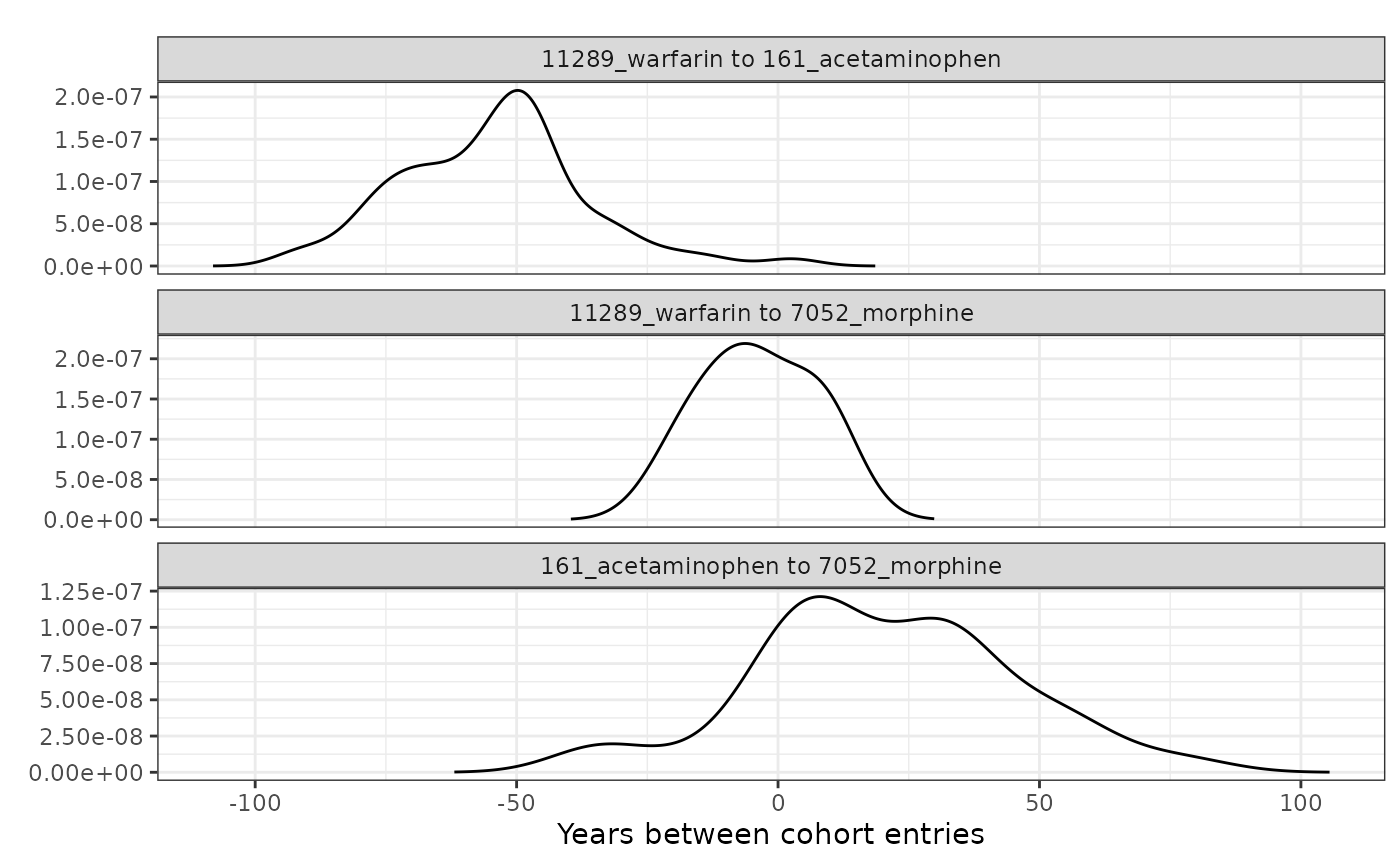 11289_warfarin to 161_acetaminophen
2.0e-07
1.5e-07
1.0e-07
5.0e-08
0.0e+00
11289_warfarin to 7052_morphine
2.0e-07
1.5e-07
1.0e-07
5.0e-08
0.0e+00
161_acetaminophen to 7052_morphine
1.25e-07
1.00e-07
7.50e-08
5.00e-08
2.50e-08
0.00e+00
-100 -50 0 50 100
Years between cohort entries